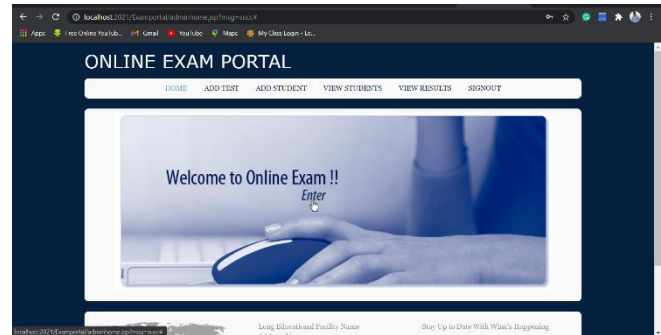 localhost:2021/Examportal/adminhome.jsp?msg=succ#
Apps Free Online YouTub... Gmail YouTube Maps My Class Login - Lo...
ONLINE EXAM PORTAL
HOME ADD TEST ADD STUDENT VIEW STUDENTS VIEW RESULTS SIGNOUT
Welcome to Online Exam !!
Enter
Long Educational Facility Name Stay Up to Date With What's Happening
localhost:2021/Examportal/adminhome.jsp?msg=succ#